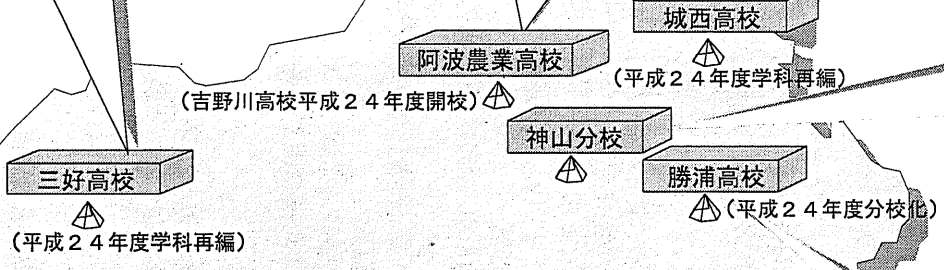 城西高校
(平成２４年度学科再編)
阿波農業高校
(吉野川高校平成２４年度開校)
神山分校
勝浦高校
(平成２４年度分校化)
三好高校
(平成２４年度学科再編)